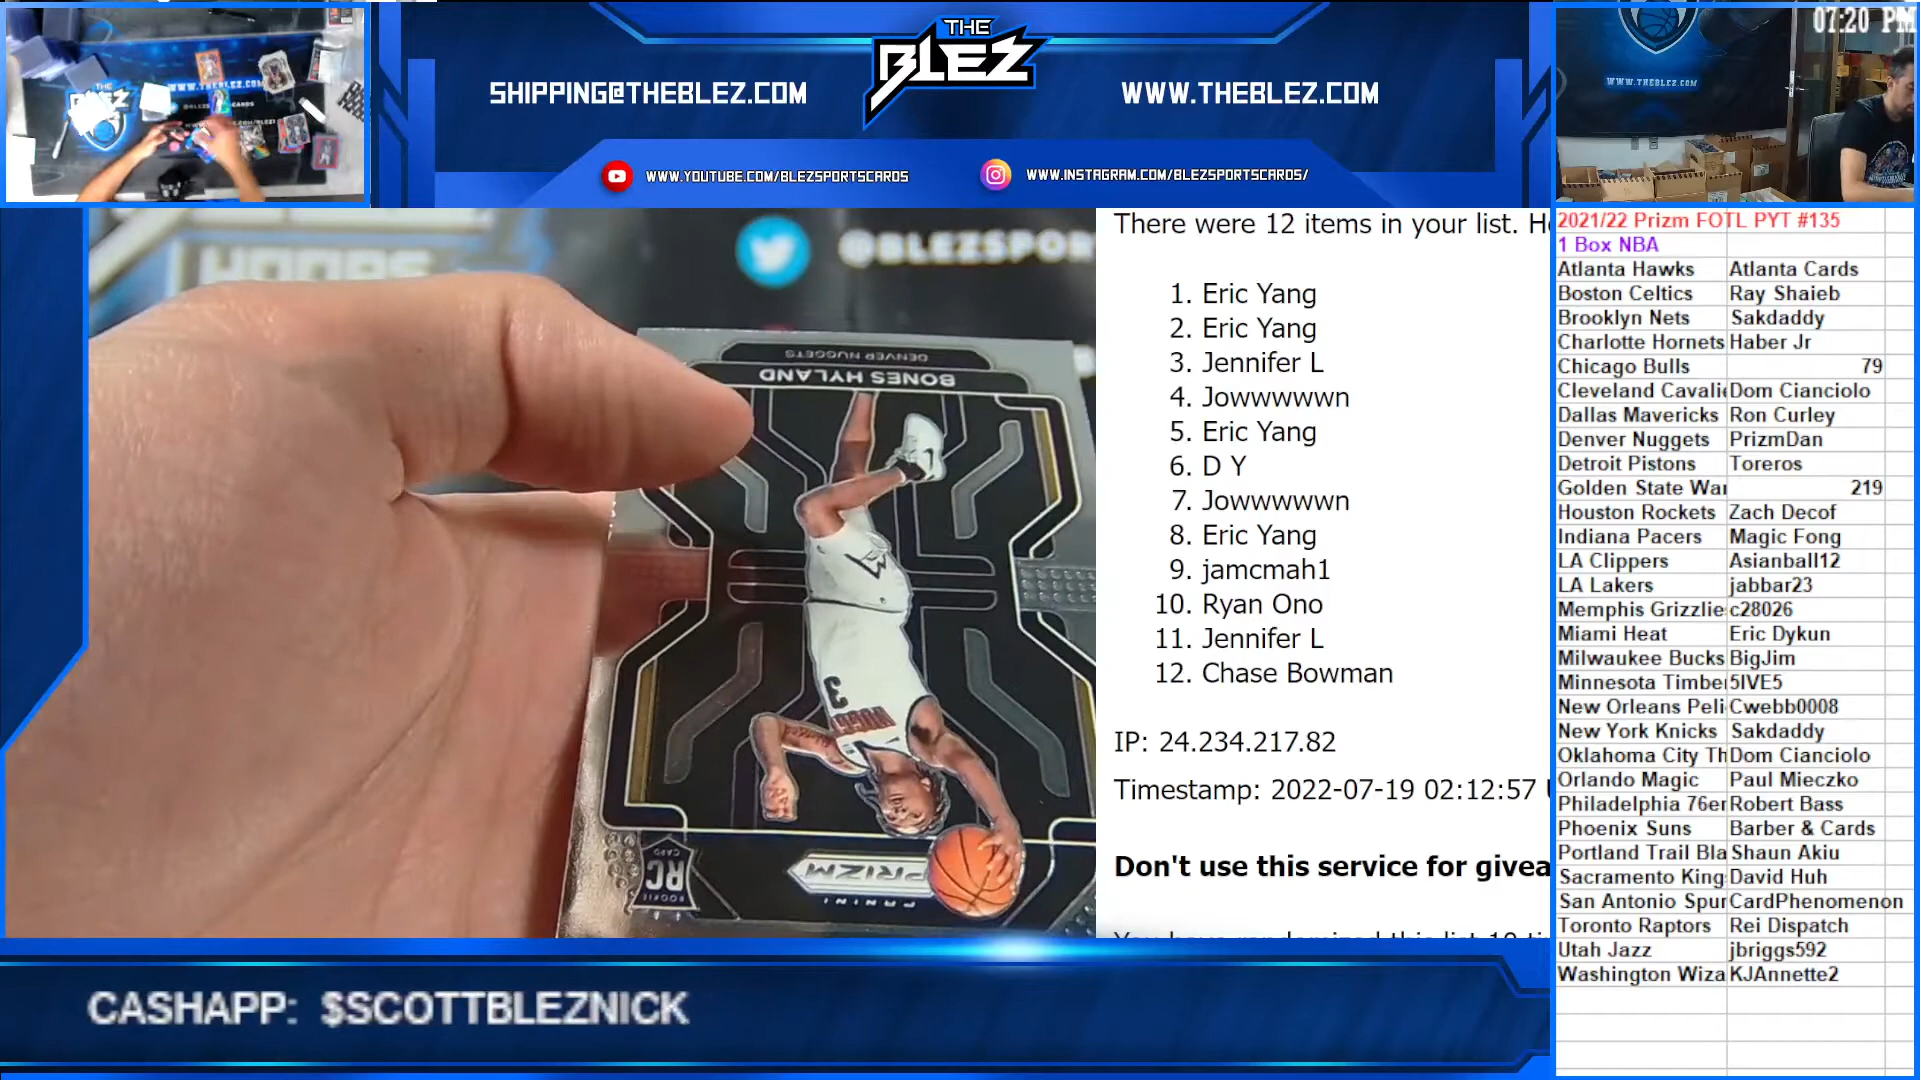 THE
BLEZ
SHIPPING@THEBLEZ.COM
WWW.THEBLEZ.COM
WWW.YOUTUBE.COM/BLEZSPORTSCARDS
WWW.INSTAGRAM.COM/BLEZSPORTSCARDS/
07:20 PM
WWW.THEBLEZ.COM
@BLEZSPOR
DENVER NUGGETS
BONES HYLAND
3
RC
ROOKIE
CARD
PRIZM
PANINI
There were 12 items in your list. H
1. Eric Yang
2. Eric Yang
3. Jennifer L
4. Jowwwwwn
5. Eric Yang
6. D Y
7. Jowwwwwn
8. Eric Yang
9. jamcmah1
10. Ryan Ono
11. Jennifer L
12. Chase Bowman
IP: 24.234.217.82
Timestamp: 2022-07-19 02:12:57
Don't use this service for givea
2021/22 Prizm FOTL PYT #135
1 Box NBA
Atlanta Hawks Atlanta Cards
Boston Celtics Ray Shaieb
Brooklyn Nets Sakdaddy
Charlotte Hornets Haber Jr
Chicago Bulls 79
Cleveland Cavali Dom Cianciolo
Dallas Mavericks Ron Curley
Denver Nuggets PrizmDan
Detroit Pistons Toreros
Golden State Wa 219
Houston Rockets Zach Decof
Indiana Pacers Magic Fong
LA Clippers Asianball12
LA Lakers jabbar23
Memphis Grizzlie c28026
Miami Heat Eric Dykun
Milwaukee Bucks BigJim
Minnesota Timbe 5IVE5
New Orleans Peli Cwebb0008
New York Knicks Sakdaddy
Oklahoma City Th Dom Cianciolo
Orlando Magic Paul Mieczko
Philadelphia 76er Robert Bass
Phoenix Suns Barber & Cards
Portland Trail Bla Shaun Akiu
Sacramento King David Huh
San Antonio Spur CardPhenomenon
Toronto Raptors Rei Dispatch
Utah Jazz jbriggs592
Washington Wiza KJAnnette2
CASHAPP: $SCOTTBLEZNICK